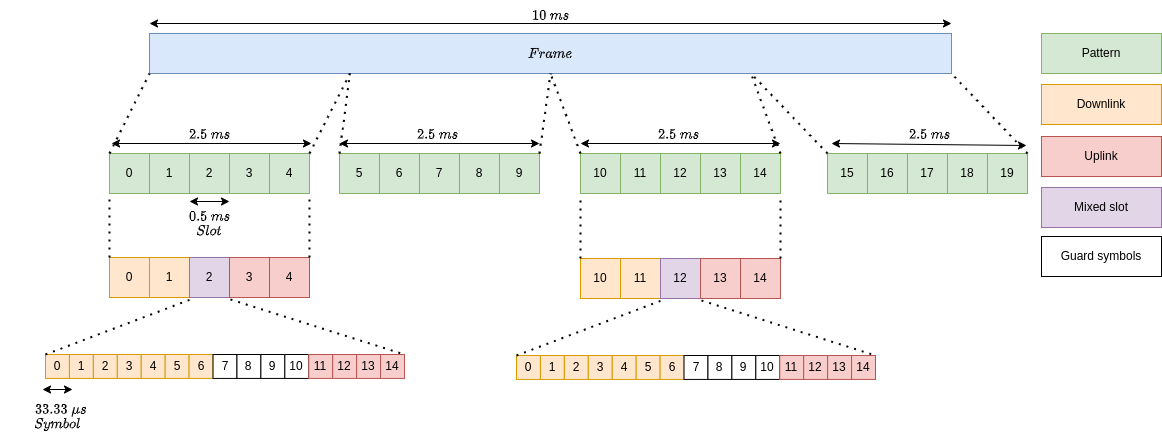 10 ms
Frame
Pattern
Downlink
Uplink
Mixed slot
Guard symbols
2.5 ms
2.5 ms
2.5 ms
2.5 ms
0 1 2 3 4
5 6 7 8 9
10 11 12 13 14
15 16 17 18 19
0.5 ms
Slot
0 1 2 3 4
10 11 12 13 14
0 1 2 3 4 5 6 7 8 9 10 11 12 13 14
0 1 2 3 4 5 6 7 8 9 10 11 12 13 14
33.33 μs
Symbol